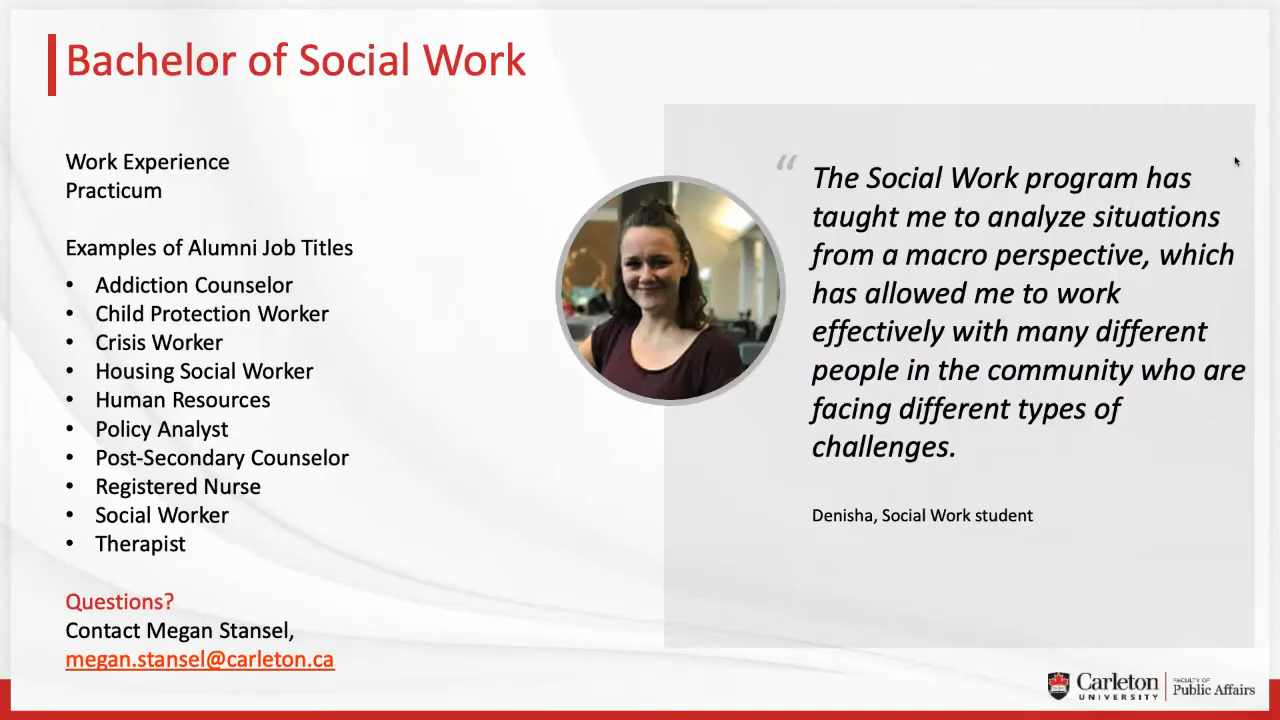 Bachelor of Social Work
Work Experience
Practicum
Examples of Alumni Job Titles
• Addiction Counselor
• Child Protection Worker
• Crisis Worker
• Housing Social Worker
• Human Resources
• Policy Analyst
• Post-Secondary Counselor
• Registered Nurse
• Social Worker
• Therapist
Questions?
Contact Megan Stansel,
megan.stansel@carleton.ca
“
The Social Work program has
taught me to analyze situations
from a macro perspective, which
has allowed me to work
effectively with many different
people in the community who are
facing different types of
challenges.
Denisha, Social Work student
Carleton
UNIVERSITY
FACULTY OF
Public Affairs